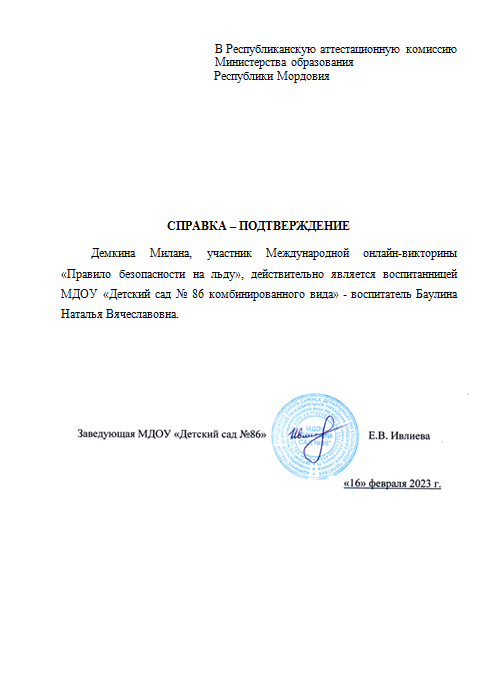 В Республиканскую аттестационную комиссию
Министерства образования
Республики Мордовия
СПРАВКА – ПОДТВЕРЖДЕНИЕ
Демкина Милана, участник Международной онлайн-викторины
«Правило безопасности на льду», действительно является воспитанницей
МДОУ «Детский сад № 86 комбинированного вида» - воспитатель Баулина
Наталья Вячеславовна.
Заведующая МДОУ «Детский сад №86»
Е.В. Ивлиева
«16» февраля 2023 г.